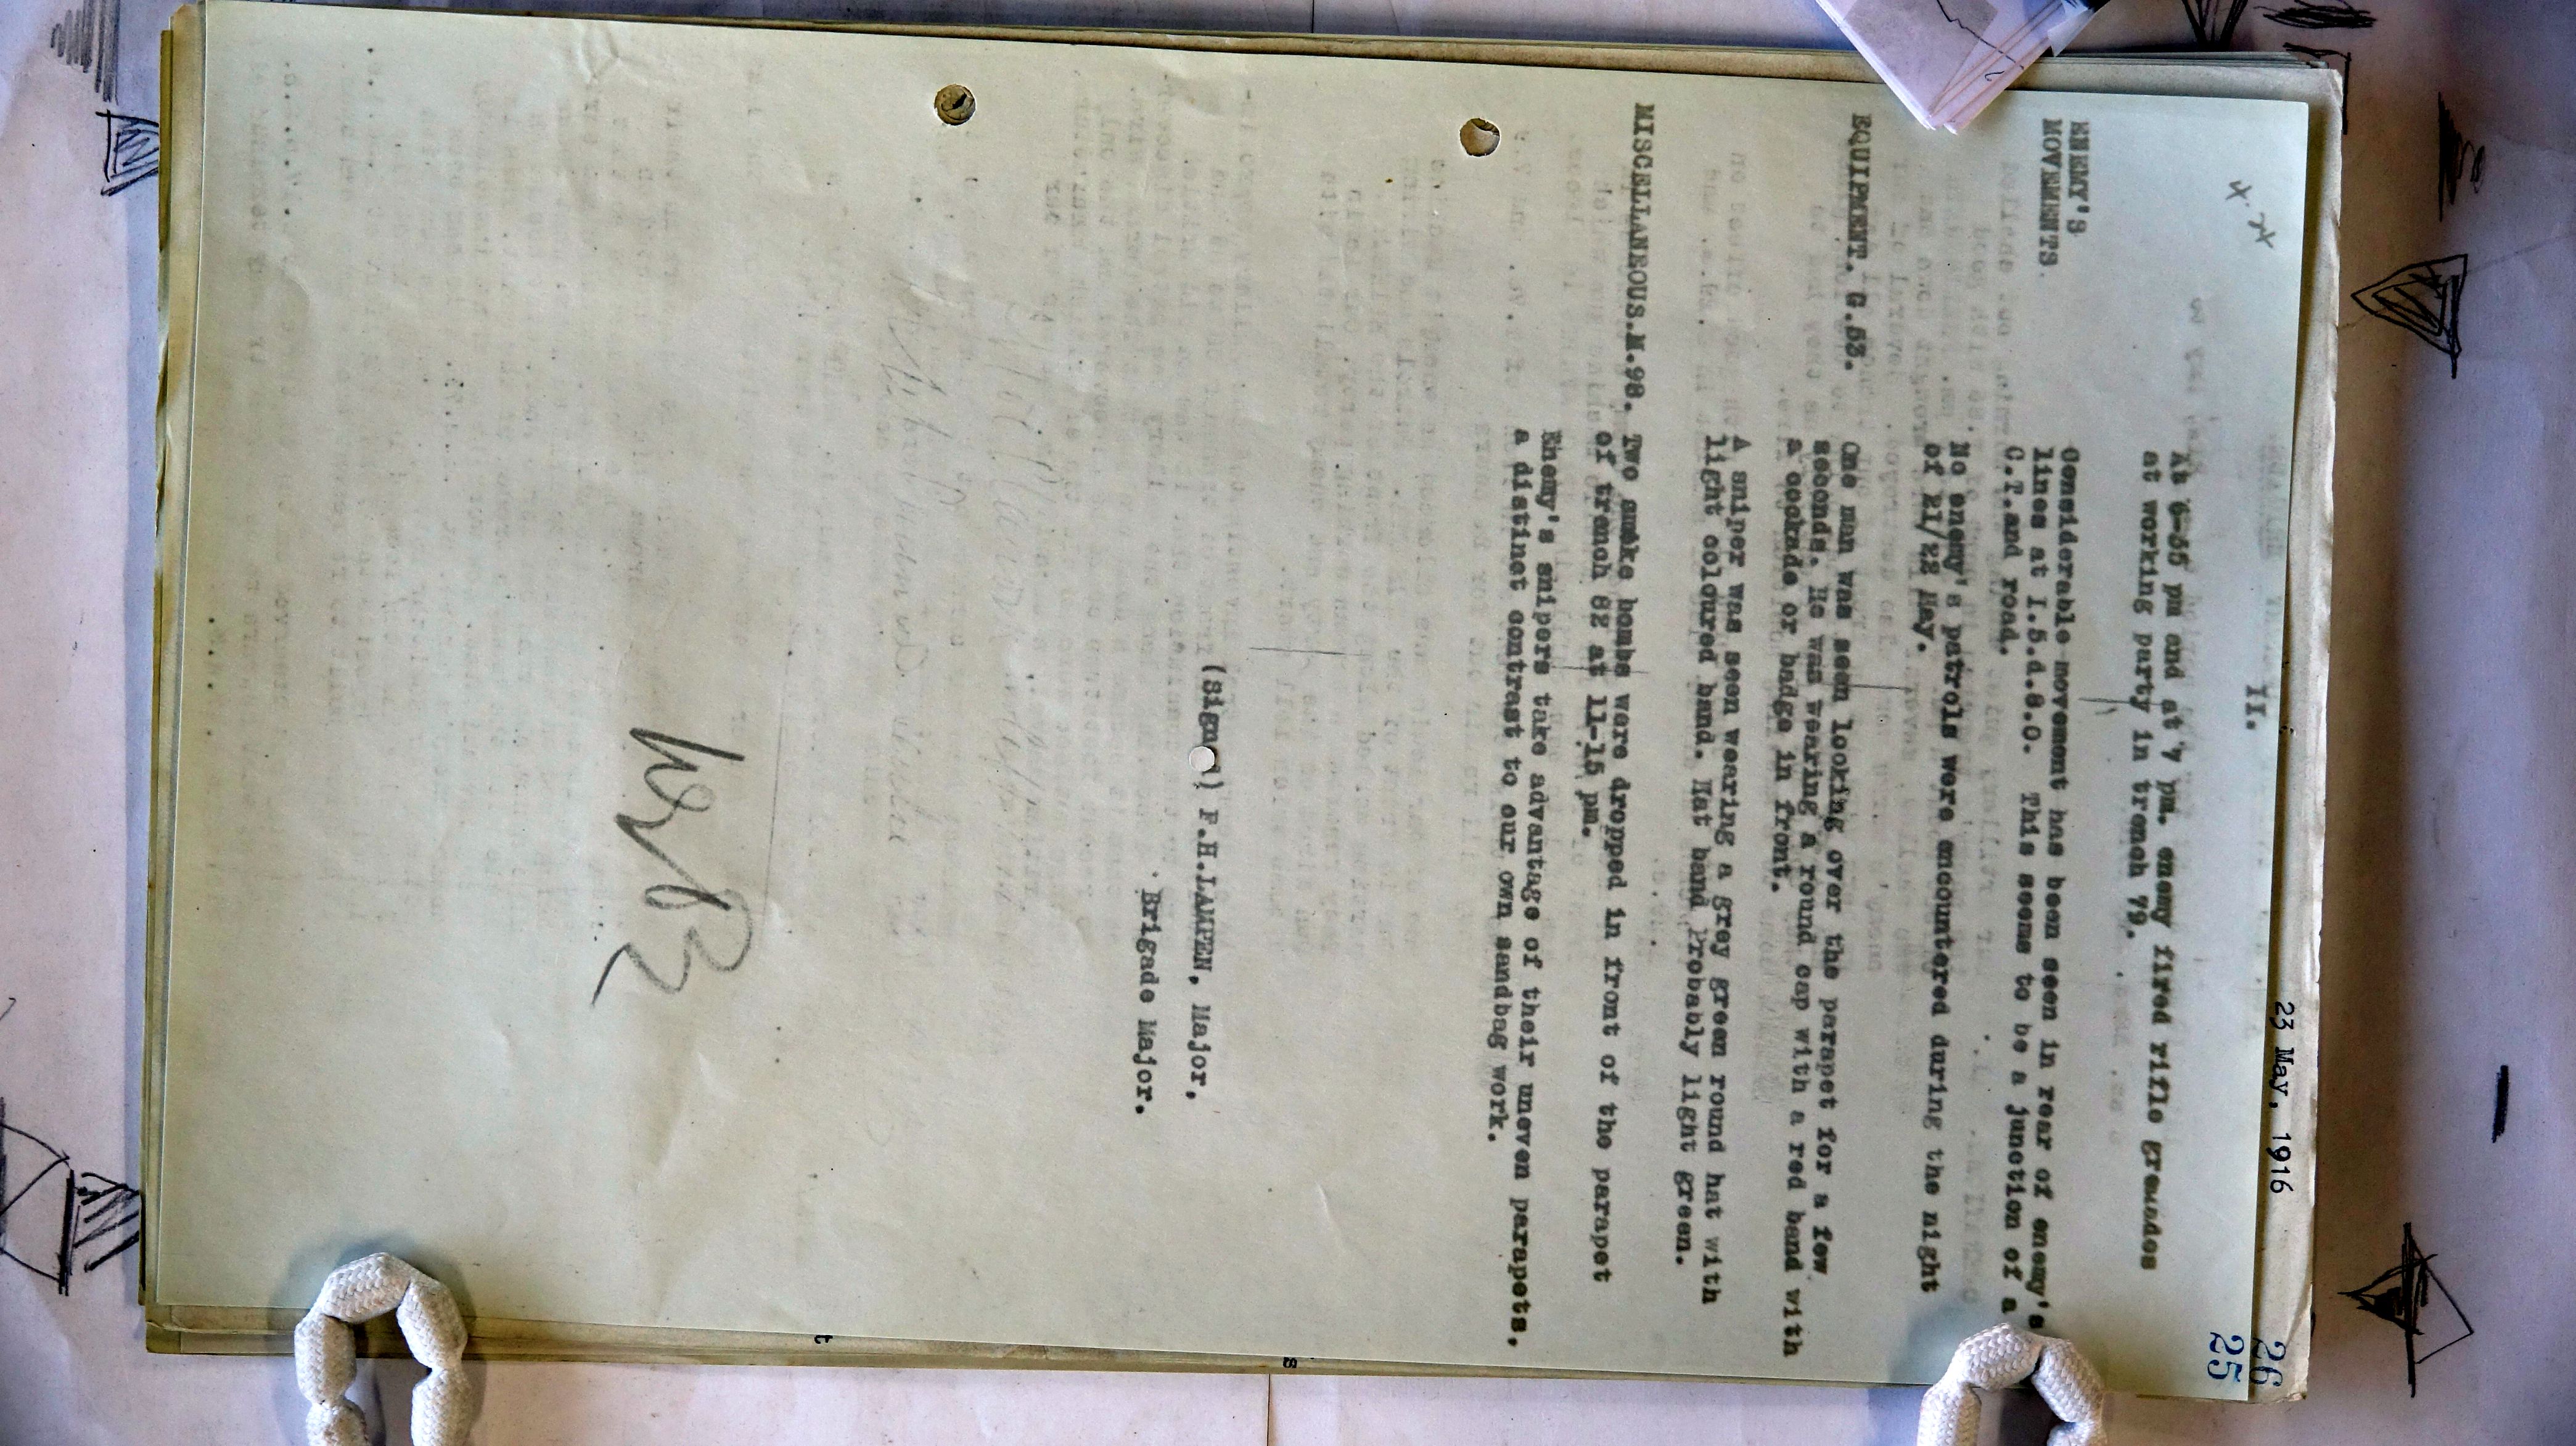 26
23 May, 1916
25
II.
At 6-35 pm and at 7 pm. enemy fired rifle grenades
at working party in trench 79.
ENEMY'S
MOVEMENTS.
Considerable movement has been seen in rear of enemy's
lines at I.5.d.8.0. This seems to be a junction of a
C.T.and road.
No enemy's patrols were encountered during the night
of 21/22 May.
EQUIPMENT. G.53. One man was seen looking over the parapet for a few
seconds. He was wearing a round cap with a red band with
a cockade or badge in front.
A sniper was seen wearing a grey green round hat with
light coloured band. Hat band Probably light green.
MISCELLANEOUS.M.98. Two smoke bombs were dropped in front of the parapet
of trench 82 at 11-15 pm.
Enemy's snipers take advantage of their uneven parapets,
a distinct contrast to our own sandbag work.
(Signed) F.H.LAMPEN, Major,
Brigade Major.
s
t